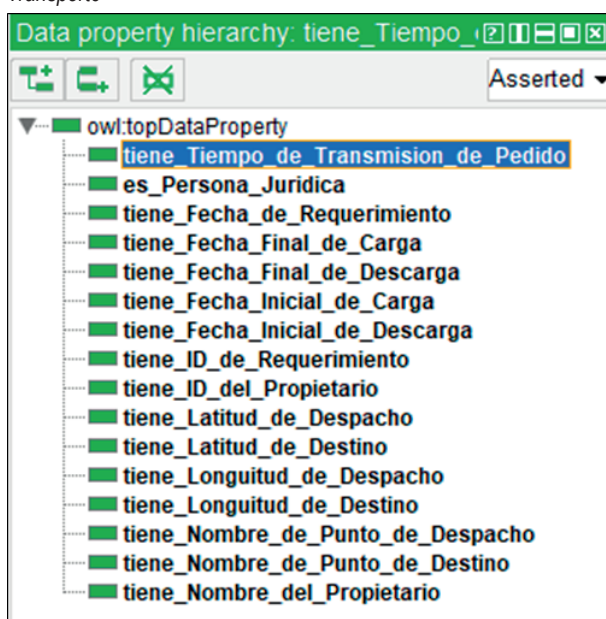 Transporte
Data property hierarchy: tiene_Tiempo_
Asserted
owl:topDataProperty
tiene_Tiempo_de_Transmision_de_Pedido
es_Persona_Juridica
tiene_Fecha_de_Requerimiento
tiene_Fecha_Final_de_Carga
tiene_Fecha_Final_de_Descarga
tiene_Fecha_Inicial_de_Carga
tiene_Fecha_Inicial_de_Descarga
tiene_ID_de_Requerimiento
tiene_ID_del_Propietario
tiene_Latitud_de_Despacho
tiene_Latitud_de_Destino
tiene_Longuitud_de_Despacho
tiene_Longuitud_de_Destino
tiene_Nombre_de_Punto_de_Despacho
tiene_Nombre_de_Punto_de_Destino
tiene_Nombre_del_Propietario